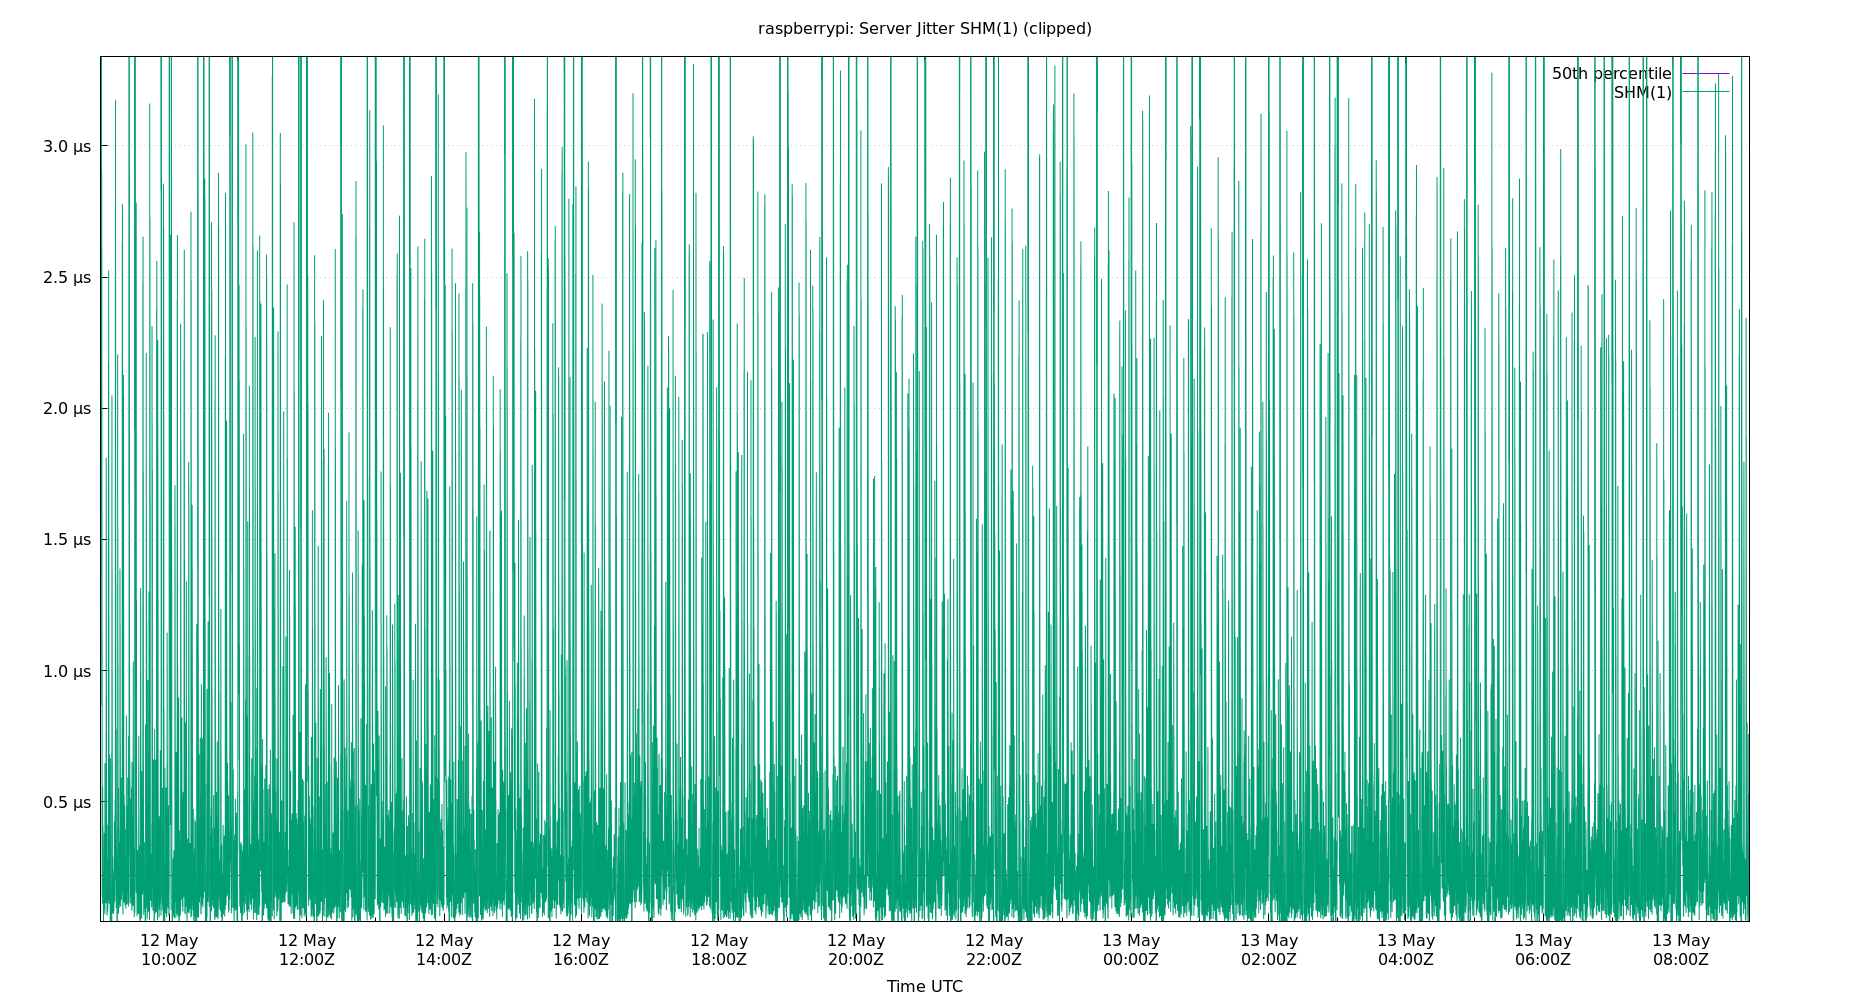 raspberrypi: Server Jitter SHM(1) (clipped)
50th percentile
SHM(1)
3.0 µs
2.5 µs
2.0 µs
1.5 µs
1.0 µs
0.5 µs
12 May 12 May 12 May 12 May 12 May 12 May 12 May 13 May 13 May 13 May 13 May 13 May
10:00Z 12:00Z 14:00Z 16:00Z 18:00Z 20:00Z 22:00Z 00:00Z 02:00Z 04:00Z 06:00Z 08:00Z
Time UTC